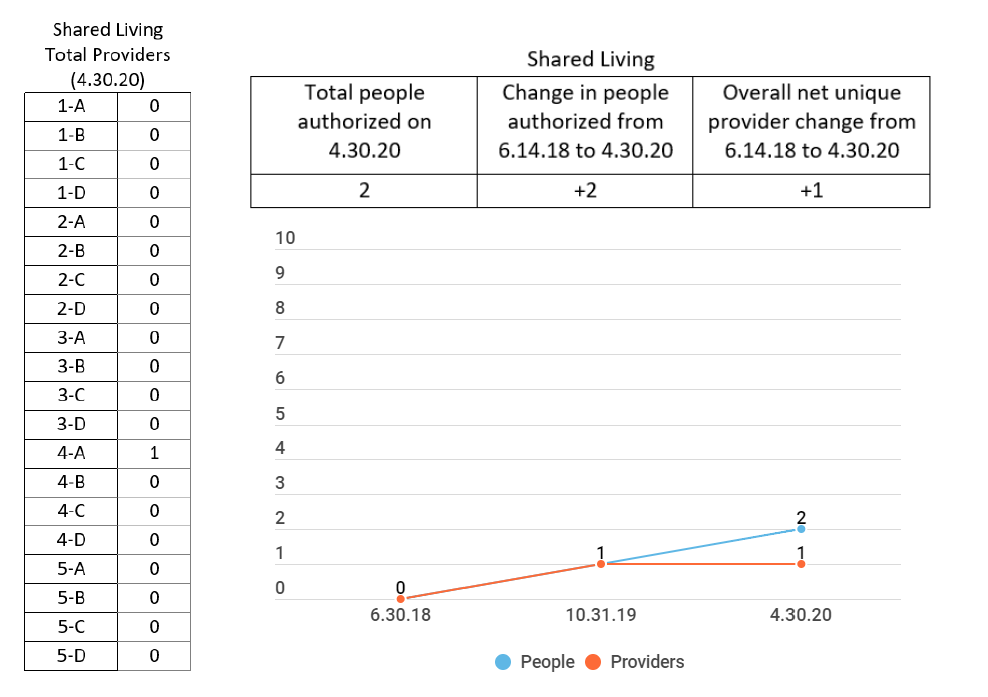 Shared Living
Total Providers
(4.30.20)
1-A 0
1-B 0
1-C 0
1-D 0
2-A 0
2-B 0
2-C 0
2-D 0
3-A 0
3-B 0
3-C 0
3-D 0
4-A 1
4-B 0
4-C 0
4-D 0
5-A 0
5-B 0
5-C 0
5-D 0
Shared Living
Total people authorized on 4.30.20
Change in people authorized from 6.14.18 to 4.30.20
Overall net unique provider change from 6.14.18 to 4.30.20
2 +2 +1
10
9
8
7
6
5
4
3
2 2
1 1 1
0 0
6.30.18 10.31.19 4.30.20
People Providers